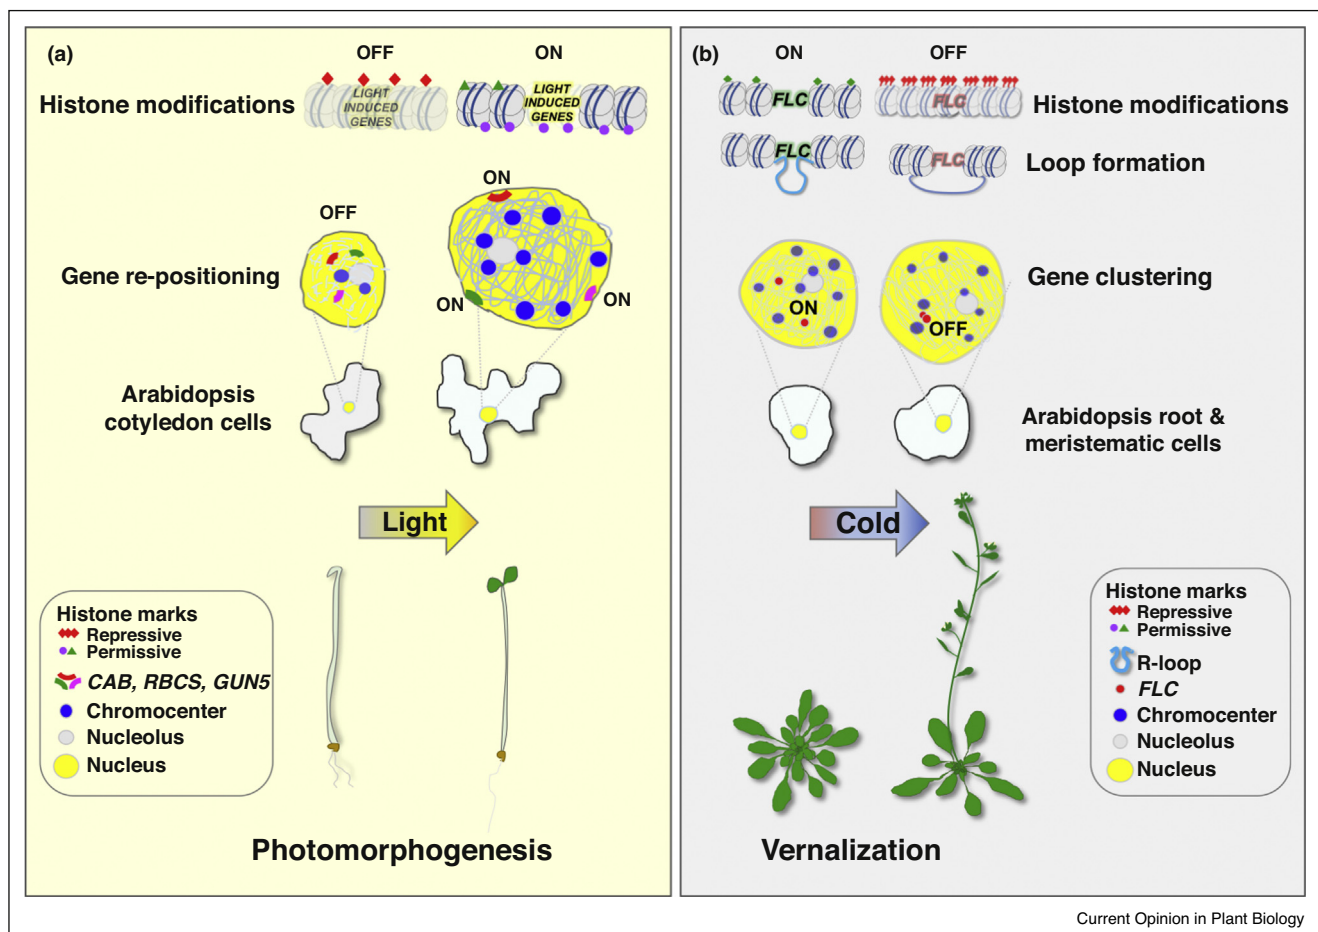 (a)
OFF
ON
Histone modifications
LIGHT
INDUCED
GENES
LIGHT
INDUCED
GENES
OFF
ON
Gene re-positioning
ON
ON
Arabidopsis
cotyledon cells
Light
Histone marks
Repressive
Permissive
CAB, RBCS, GUN5
Chromocenter
Nucleolus
Nucleus
Photomorphogenesis
(b)
ON
OFF
FLC
FLC
Histone modifications
FLC
FLC
Loop formation
ON
OFF
Gene clustering
Arabidopsis root &
meristematic cells
Cold
Histone marks
Repressive
Permissive
R-loop
FLC
Chromocenter
Nucleolus
Nucleus
Vernalization
Current Opinion in Plant Biology